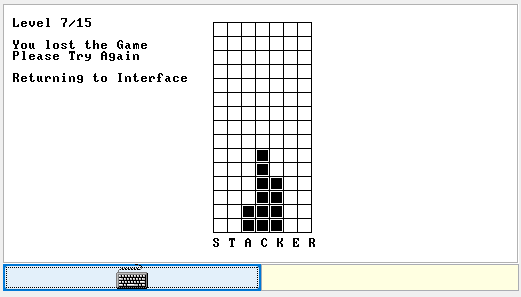 Level 7/15
You lost the Game
Please Try Again
Returning to Interface
S T A C K E R